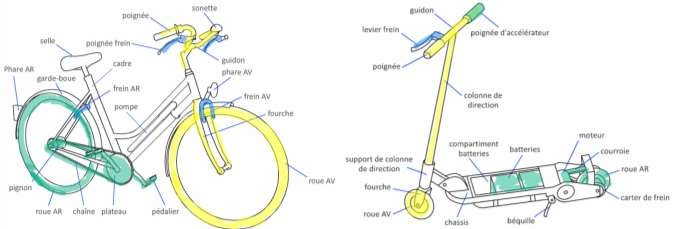 poignée
sonette
selle
poignée frein
cadre
guidon
Phare AR
garde-boue
phare AV
frein AR
frein AV
pompe
fourche
pignon
roue AV
roue AR
chaîne
plateau
pédalier
guidon
levier frein
poignée d'accélérateur
poignée
colonne de
direction
moteur
compartiment
batteries
batteries
courroie
support de colonne
de direction
roue AR
fourche
carter de frein
roue AV
chassis
béquille